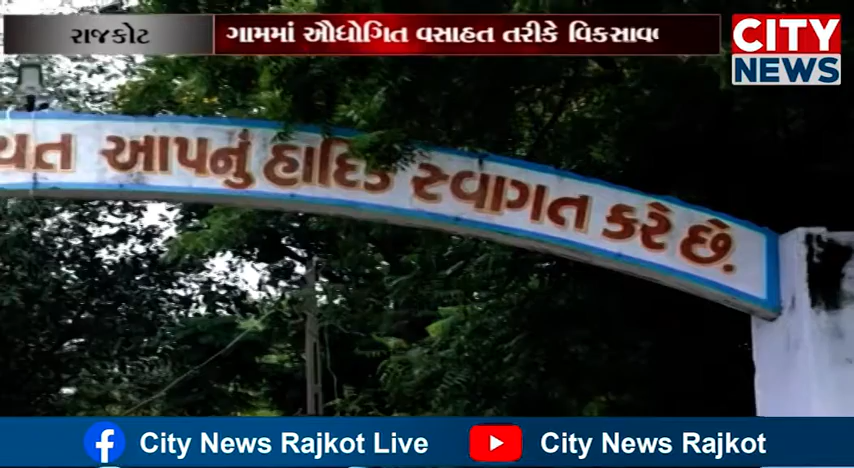 રાજકોટ
ગામમાં ઔધોગિત વસાહત તરીકે વિકસાવ
CITY
NEWS
યત આપનું હાર્દિક સ્વાગત કરે છે.
City News Rajkot Live
City News Rajkot